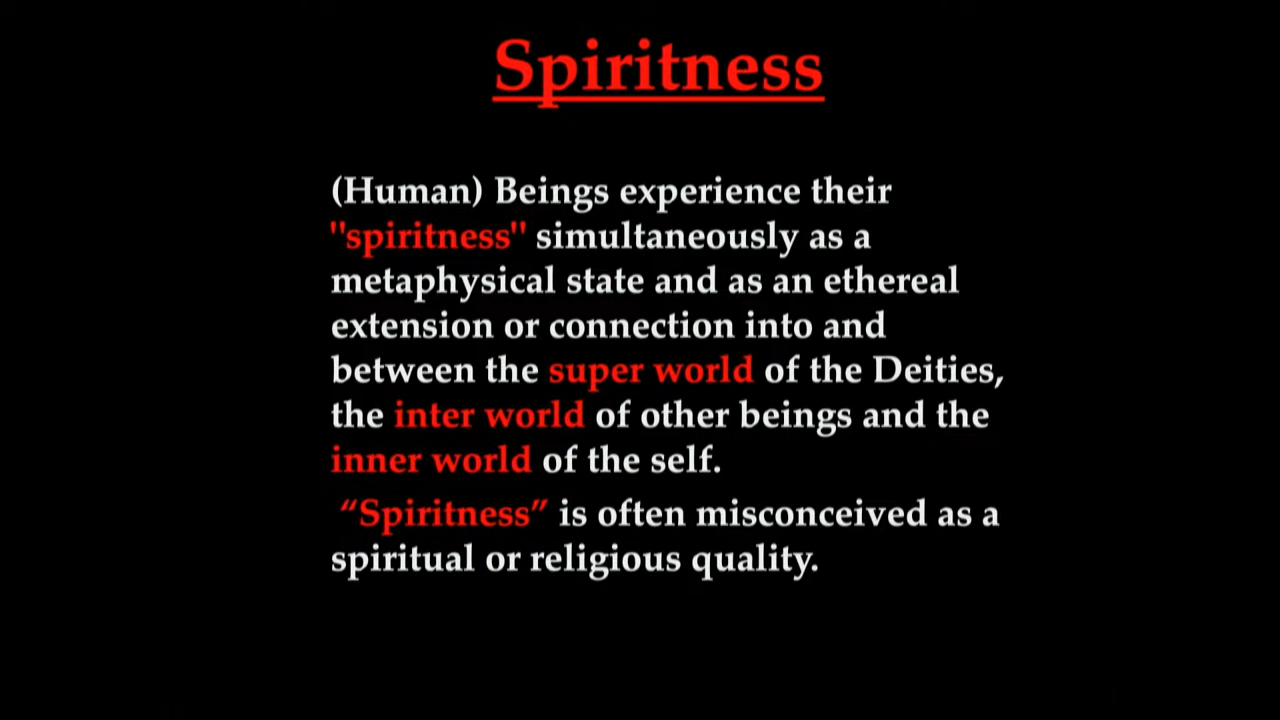 Spiritness
(Human) Beings experience their
"spiritness" simultaneously as a
metaphysical state and as an ethereal
extension or connection into and
between the super world of the Deities,
the inter world of other beings and the
inner world of the self.
“Spiritness” is often misconceived as a
spiritual or religious quality.